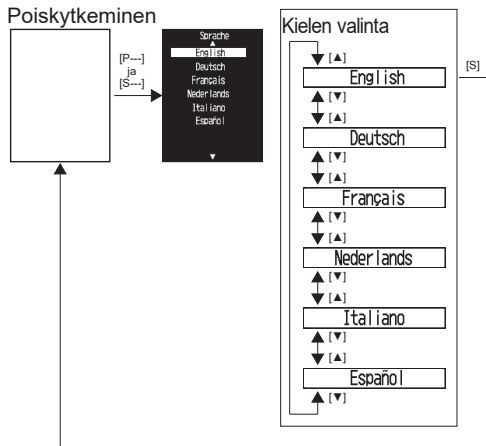 Poiskytkeminen
[P---]
ja
[S---]
Sprache
▲
English
Deutsch
Français
Nederlands
Italiano
Español
▼
Kielen valinta
[▲]
English
[▼]
[▲]
Deutsch
[▼]
[▲]
Français
[▼]
[▲]
Nederlands
[▼]
[▲]
Italiano
[▼]
[▲]
Español
[▼]
[S]